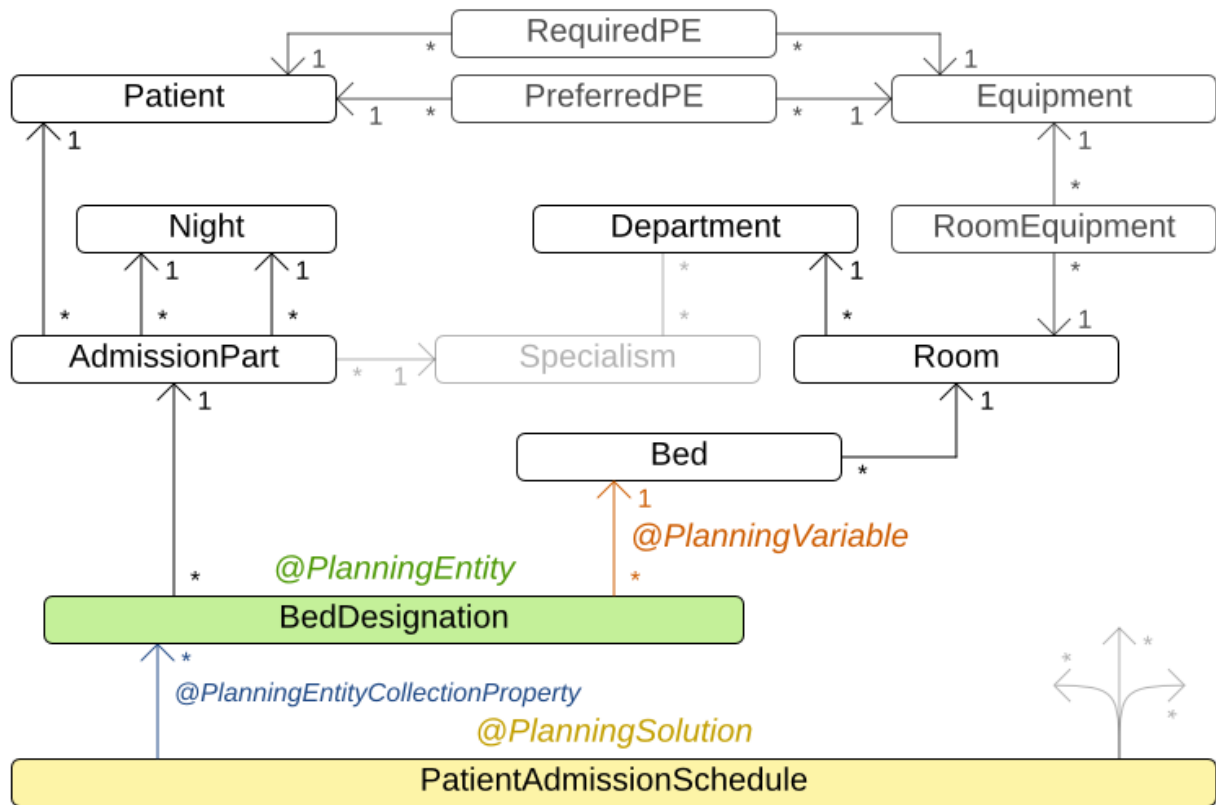 RequiredPE
* *
1 1
Patient PreferredPE Equipment
1 * * 1
1 1
*
Night Department RoomEquipment
1 1 * 1 *
* * * * * 1
AdmissionPart Specialism Room
* 1
1 1
Bed
*
1
@PlanningVariable
@PlanningEntity
* *
BedDesignation
*
@PlanningEntityCollectionProperty
* * *
@PlanningSolution
PatientAdmissionSchedule